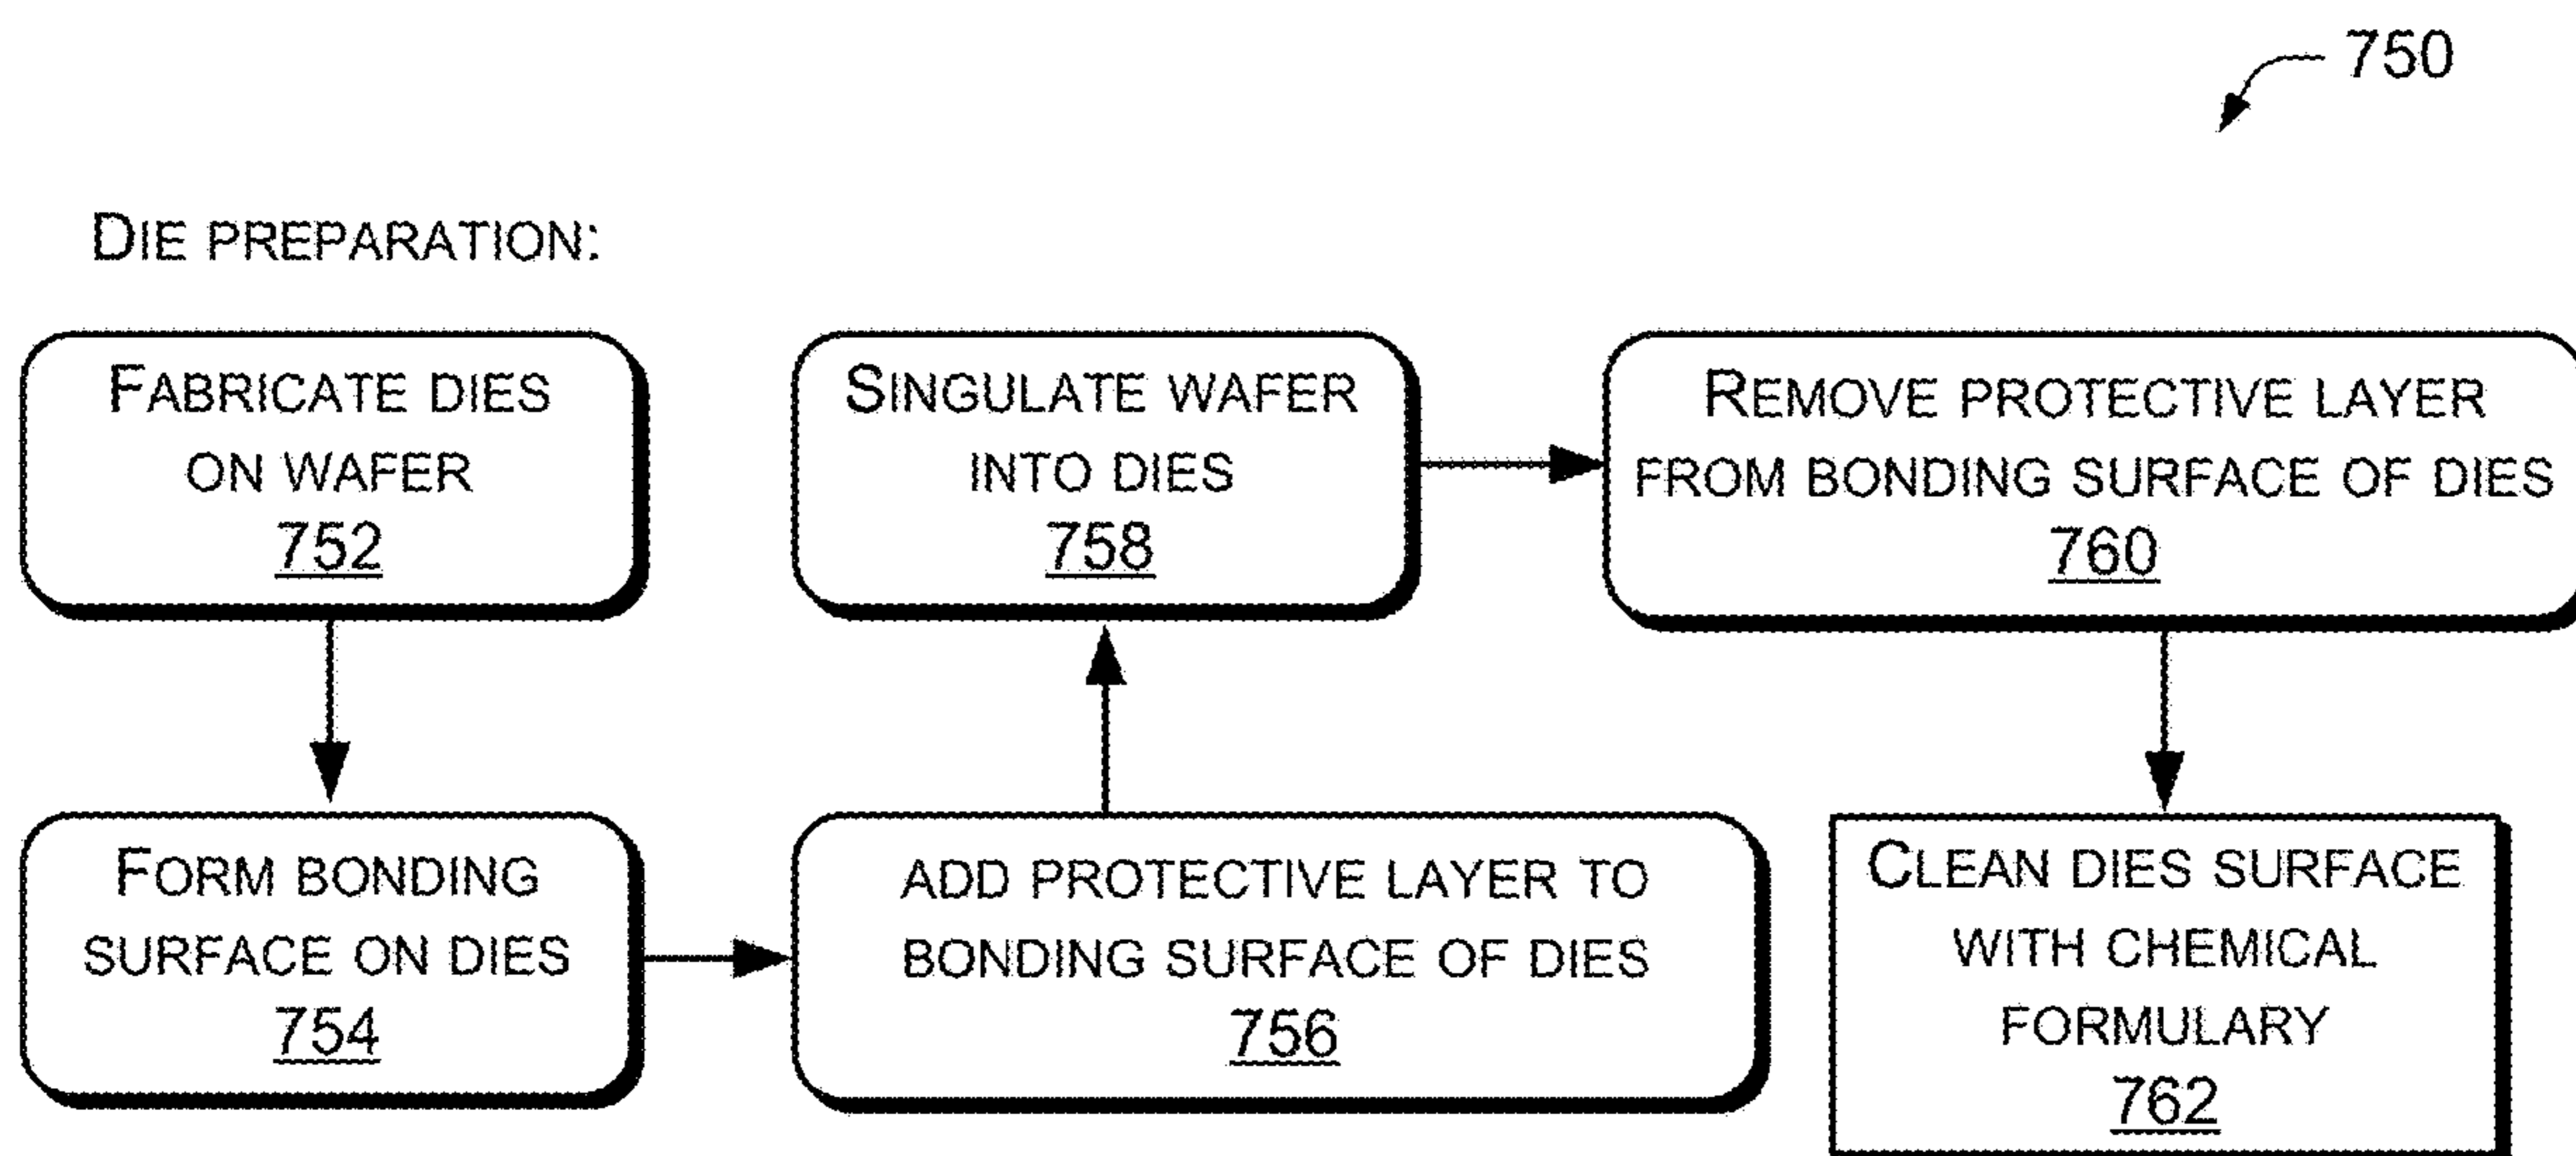 750
DIE PREPARATION:
FABRICATE DIES
ON WAFER
752
FORM BONDING
SURFACE ON DIES
754
ADD PROTECTIVE LAYER TO
BONDING SURFACE OF DIES
756
SINGULATE WAFER
INTO DIES
758
REMOVE PROTECTIVE LAYER
FROM BONDING SURFACE OF DIES
760
CLEAN DIES SURFACE
WITH CHEMICAL
FORMULARY
762